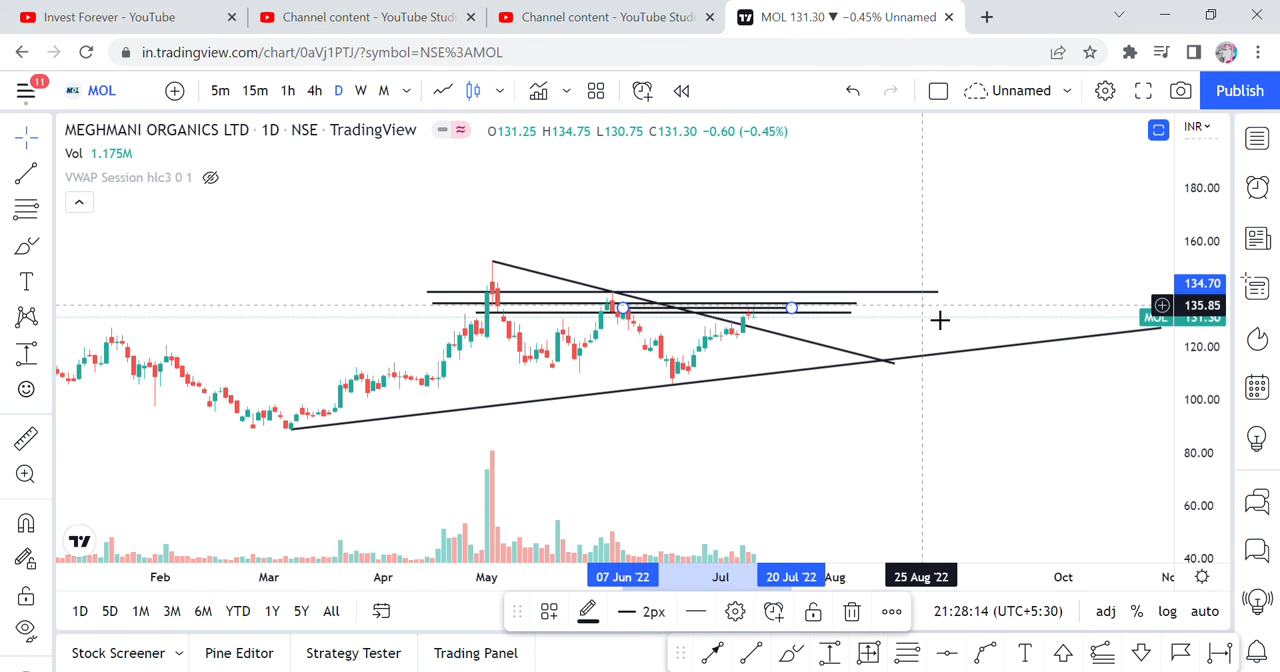 Invest Forever - YouTube
Channel content - YouTube Studi
Channel content - YouTube Studi
MOL 131.30 ▼ −0.45% Unnamed
in.tradingview.com/chart/0aVj1PTJ/?symbol=NSE%3AMOL
11
MOL
5m 15m 1h 4h D W M
Unnamed
Publish
MEGHMANI ORGANICS LTD · 1D · NSE · TradingView
O131.25 H134.75 L130.75 C131.30 −0.60 (−0.45%)
INR
Vol 1.175M
VWAP Session hlc3 0 1
180.00
160.00
134.70
135.85
MOL 131.30
120.00
100.00
80.00
60.00
40.00
Feb Mar Apr May 07 Jun '22 Jul 20 Jul '22 Aug 25 Aug '22 Oct
1D 5D 1M 3M 6M YTD 1Y 5Y All
2px
21:28:14 (UTC+5:30) adj % log auto
Stock Screener Pine Editor Strategy Tester Trading Panel